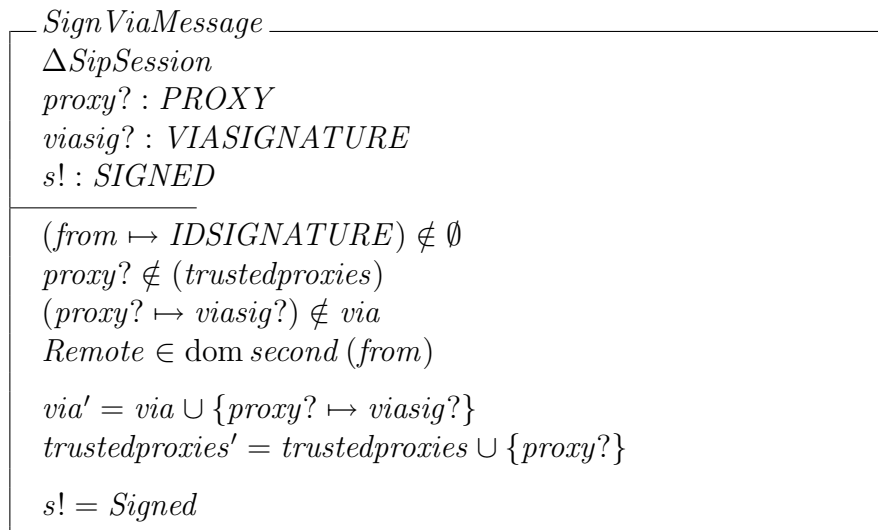 SignViaMessage
ΔSipSession
proxy? : PROXY
viasig? : VIASIGNATURE
s! : SIGNED
(from ↦ IDSIGNATURE) ∉ ∅
proxy? ∉ (trustedproxies)
(proxy? ↦ viasig?) ∉ via
Remote ∈ dom second (from)
via′ = via ∪ {proxy? ↦ viasig?}
trustedproxies′ = trustedproxies ∪ {proxy?}
s! = Signed